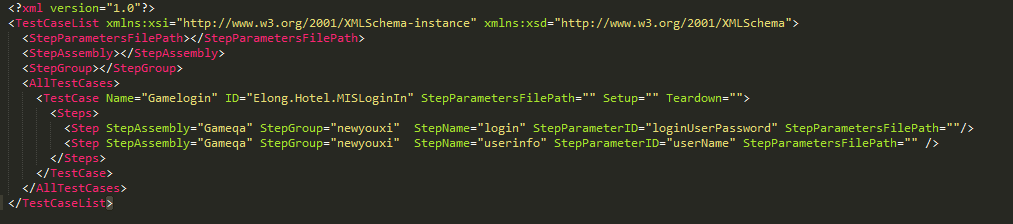 <?xml version="1.0"?>
<TestCaseList xmlns:xsi="http://www.w3.org/2001/XMLSchema-instance" xmlns:xsd="http://www.w3.org/2001/XMLSchema">
  <StepParametersFilePath></StepParametersFilePath>
  <StepAssembly></StepAssembly>
  <StepGroup></StepGroup>
  <AllTestCases>
    <TestCase Name="Gamelogin" ID="Elong.Hotel.MISLoginIn" StepParametersFilePath="" Setup="" Teardown="">
      <Steps>
        <Step StepAssembly="Gameqa" StepGroup="newyouxi"  StepName="login" StepParameterID="loginUserPassword" StepParametersFilePath=""/>
        <Step StepAssembly="Gameqa" StepGroup="newyouxi"  StepName="userinfo" StepParameterID="userName" StepParametersFilePath="" />
      </Steps>
    </TestCase>
  </AllTestCases>
</TestCaseList>